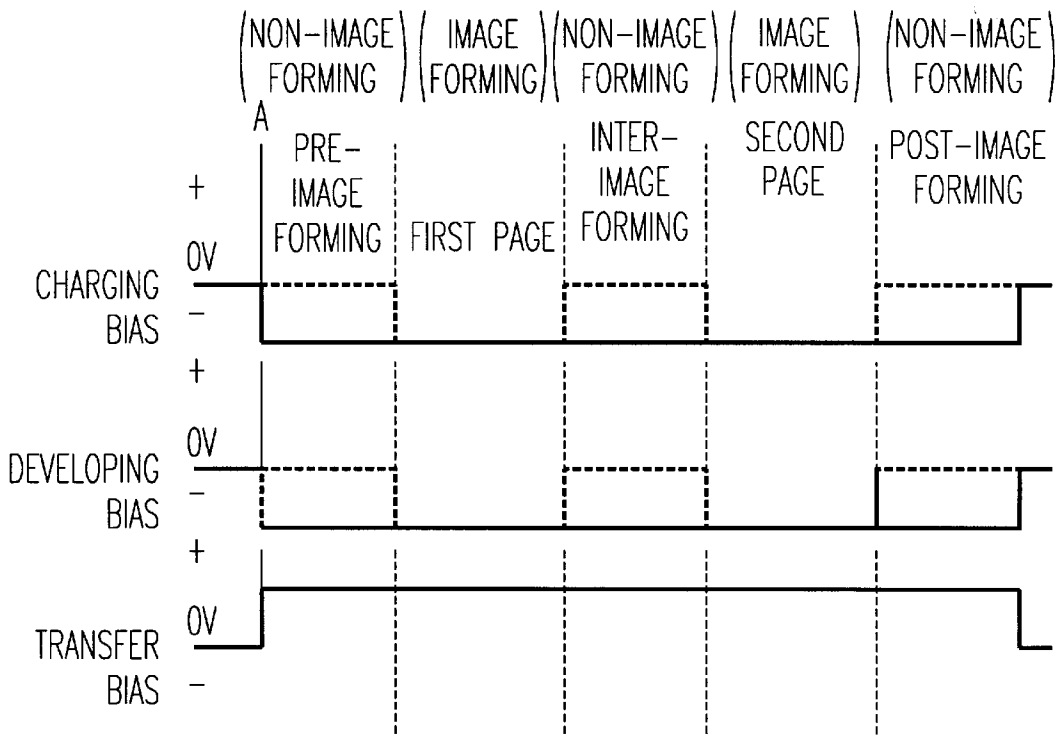 (NON-IMAGE FORMING)
(IMAGE FORMING)
(NON-IMAGE FORMING)
(IMAGE FORMING)
(NON-IMAGE FORMING)
A
PRE-
IMAGE
FORMING
FIRST PAGE
INTER-
IMAGE
FORMING
SECOND
PAGE
POST-IMAGE
FORMING
+
0V
CHARGING
BIAS
−
+
0V
DEVELOPING
BIAS
−
+
0V
TRANSFER
BIAS
−